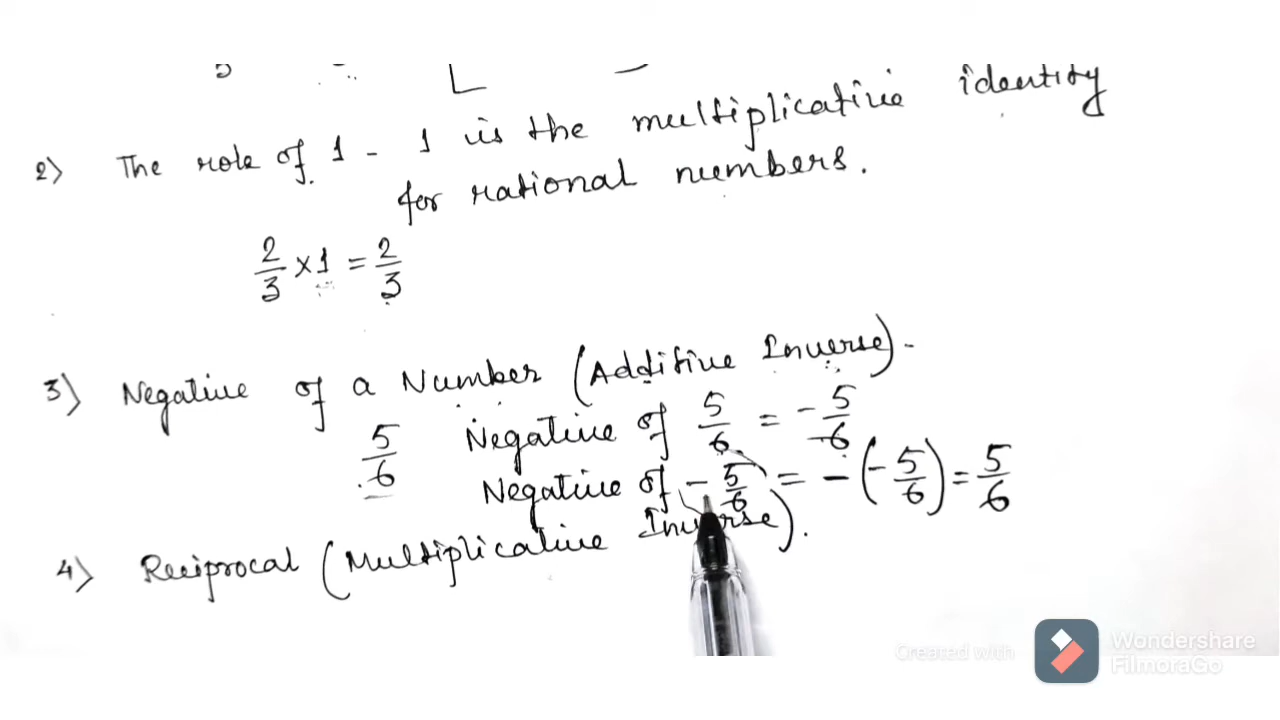 2) The role of 1 - 1 is the multiplicative identity
for rational numbers.
2/3 × 1 = 2/3
3) Negative of a Number (Additive Inverse) -
5/6 Negative of 5/6 = -5/6
Negative of -5/6 = -(-5/6) = 5/6
4) Reciprocal (Multiplicative Inverse).
Created with Wondershare
FilmoraGo